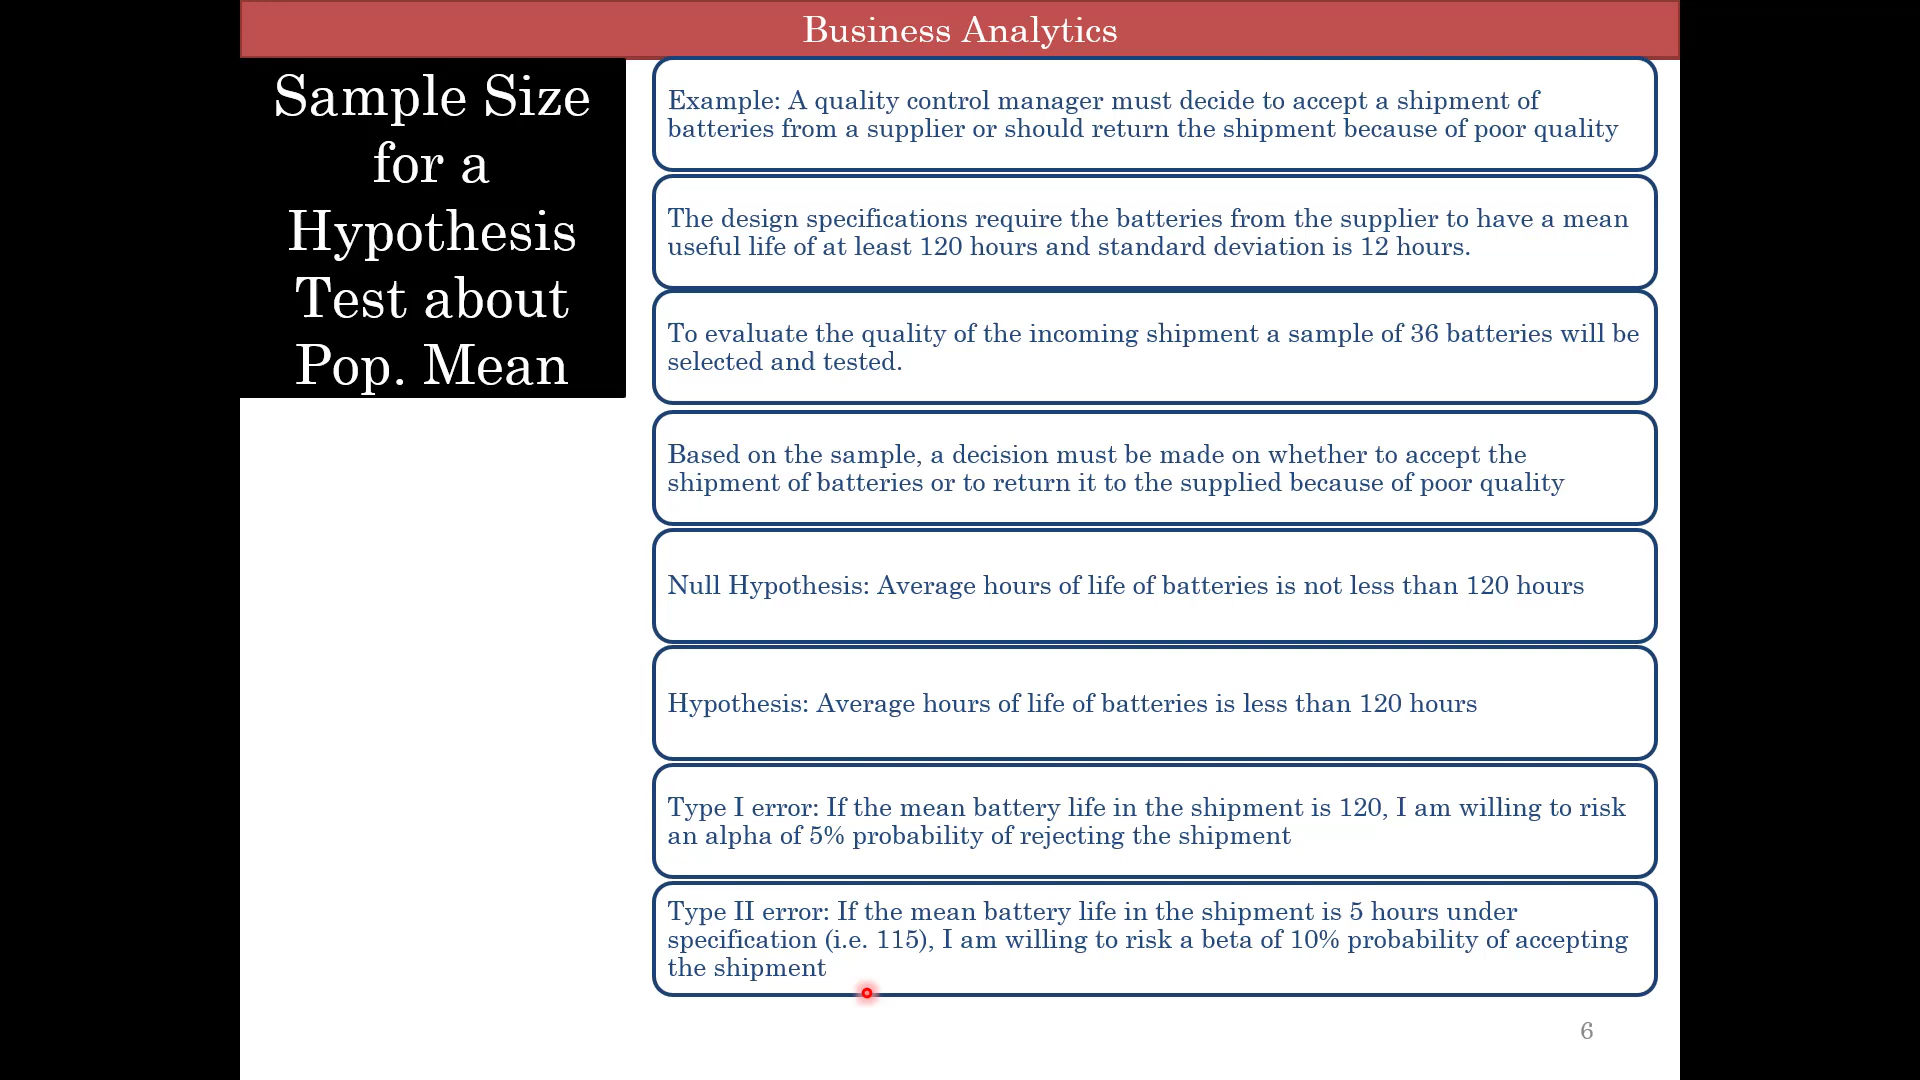 Business Analytics
Sample Size
for a
Hypothesis
Test about
Pop. Mean
Example: A quality control manager must decide to accept a shipment of
batteries from a supplier or should return the shipment because of poor quality
The design specifications require the batteries from the supplier to have a mean
useful life of at least 120 hours and standard deviation is 12 hours.
To evaluate the quality of the incoming shipment a sample of 36 batteries will be
selected and tested.
Based on the sample, a decision must be made on whether to accept the
shipment of batteries or to return it to the supplied because of poor quality
Null Hypothesis: Average hours of life of batteries is not less than 120 hours
Hypothesis: Average hours of life of batteries is less than 120 hours
Type I error: If the mean battery life in the shipment is 120, I am willing to risk
an alpha of 5% probability of rejecting the shipment
Type II error: If the mean battery life in the shipment is 5 hours under
specification (i.e. 115), I am willing to risk a beta of 10% probability of accepting
the shipment
6